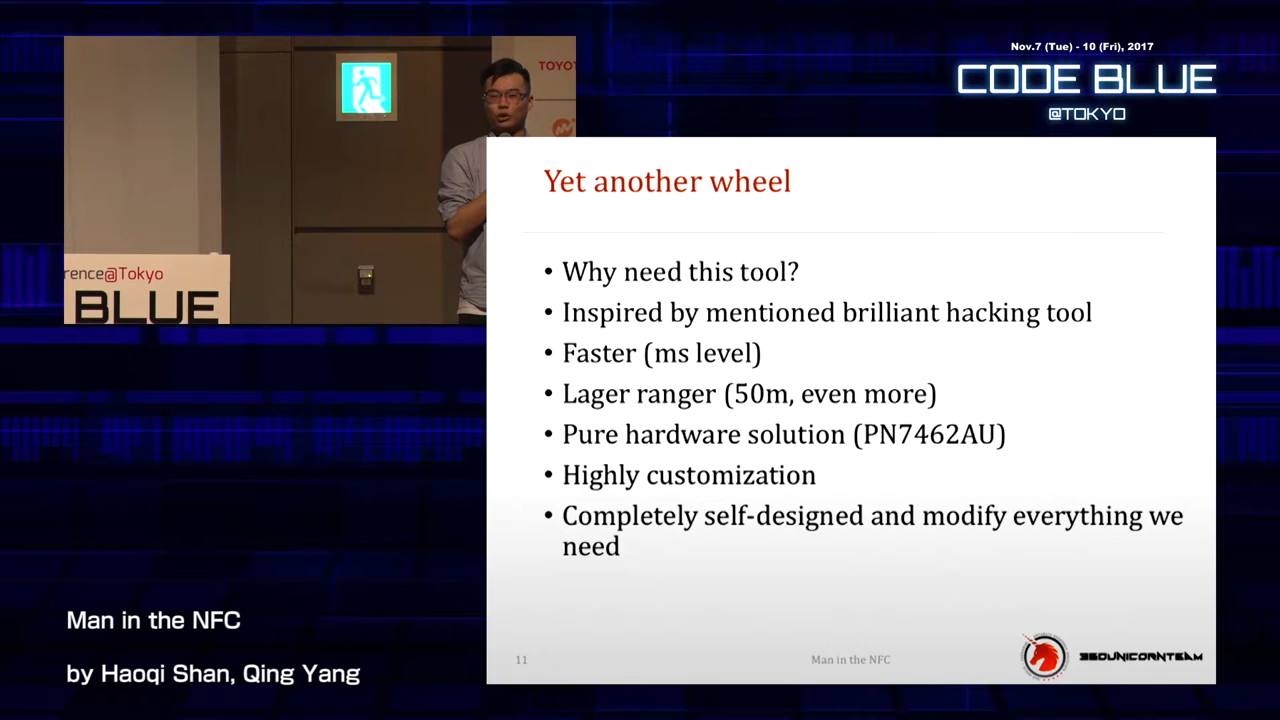 Nov.7 (Tue) - 10 (Fri), 2017
CODE BLUE
@TOKYO
TOYOT
rence@Tokyo
BLUE
Yet another wheel
• Why need this tool?
• Inspired by mentioned brilliant hacking tool
• Faster (ms level)
• Lager ranger (50m, even more)
• Pure hardware solution (PN7462AU)
• Highly customization
• Completely self-designed and modify everything we
need
11
Man in the NFC
360UNICORNTEAM
Man in the NFC
by Haoqi Shan, Qing Yang